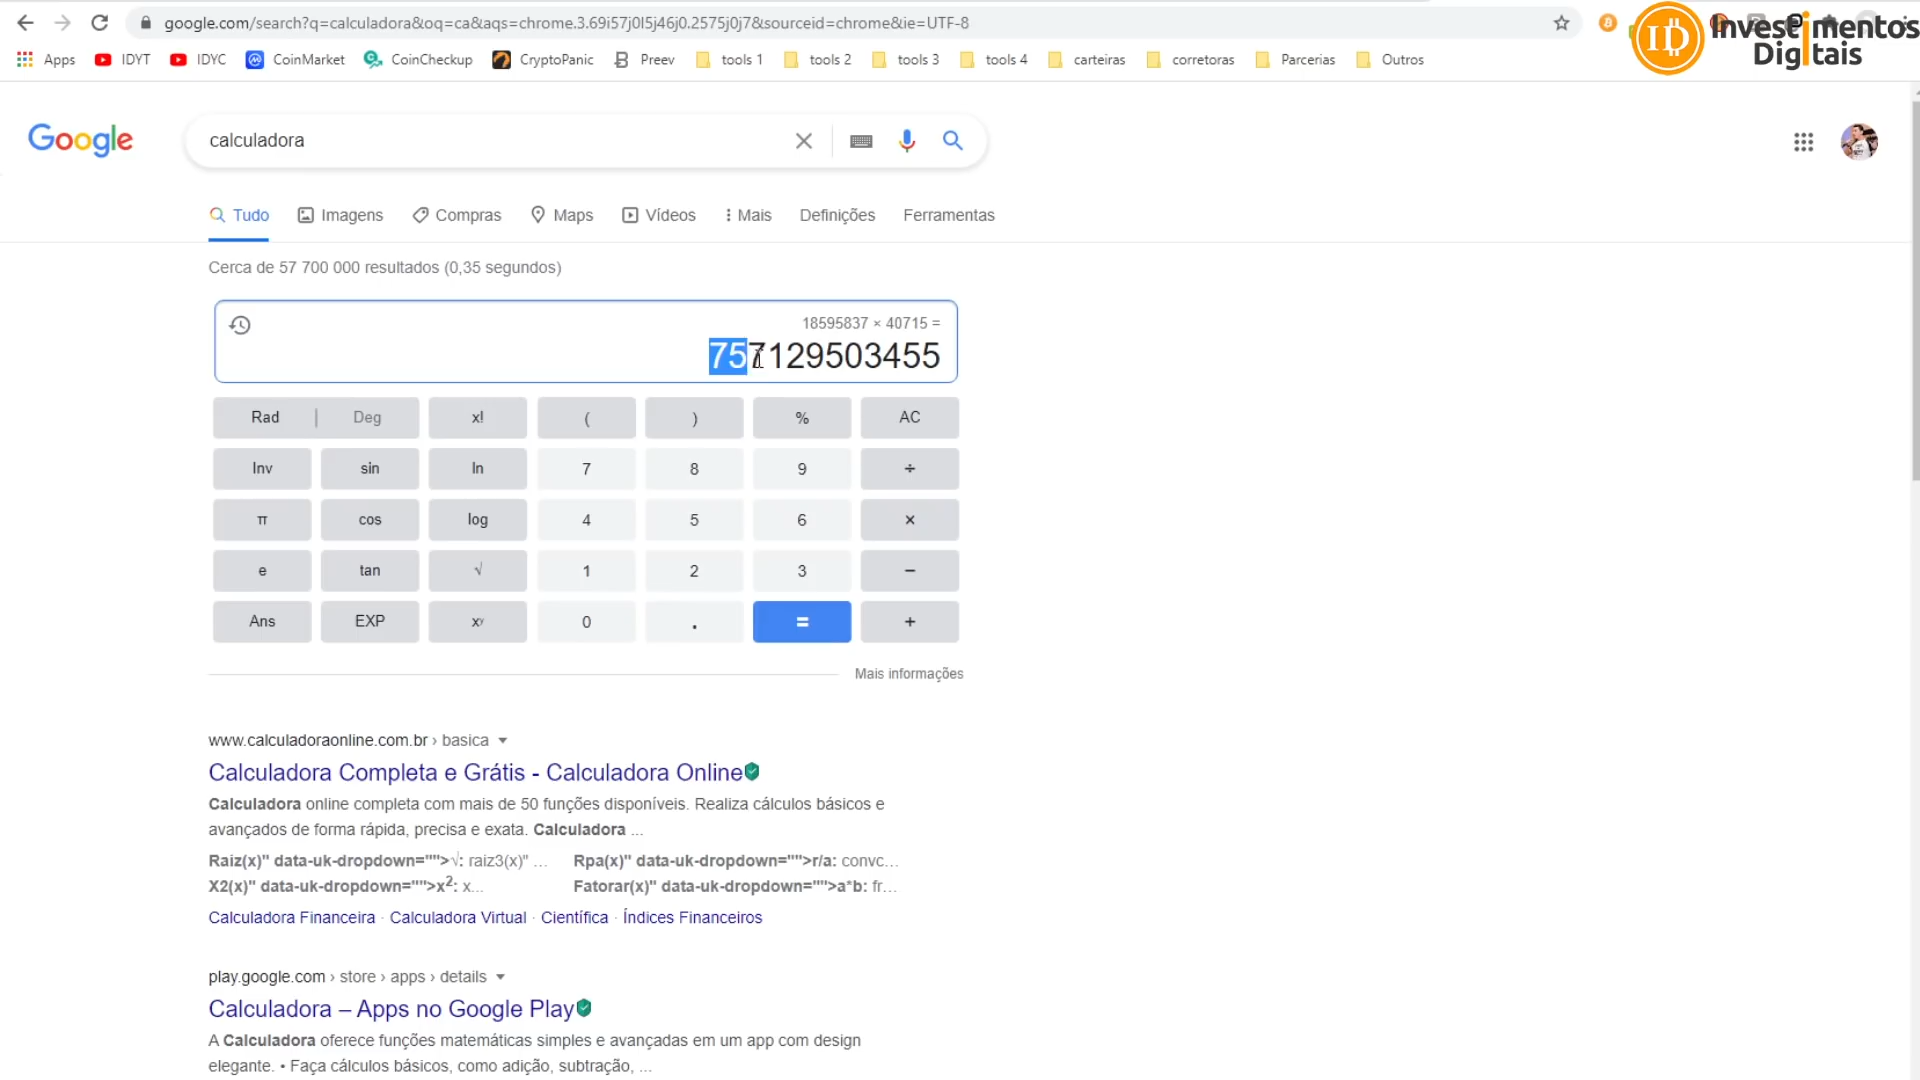 google.com/search?q=calculadora&oq=ca&aqs=chrome.3.69i57j0l5j46j0.2575j0j7&sourceid=chrome&ie=UTF-8
Apps IDYT IDYC CoinMarket CoinCheckup CryptoPanic Preev tools 1 tools 2 tools 3 tools 4 carteiras corretoras Parcerias Outros
ID Investimentos
Digitais
Google calculadora
Tudo Imagens Compras Maps Vídeos Mais Definições Ferramentas
Cerca de 57 700 000 resultados (0,35 segundos)
18595837 × 40715 =
757129503455
Rad | Deg x! ( ) % AC
Inv sin ln 7 8 9 ÷
π cos log 4 5 6 ×
e tan √ 1 2 3 −
Ans EXP xʸ 0 . = +
Mais informações
www.calculadoraonline.com.br › basica
Calculadora Completa e Grátis - Calculadora Online
Calculadora online completa com mais de 50 funções disponíveis. Realiza cálculos básicos e
avançados de forma rápida, precisa e exata. Calculadora ...
Raiz(x)" data-uk-dropdown="">√: raiz3(x)" ... Rpa(x)" data-uk-dropdown="">r/a: convc...
X2(x)" data-uk-dropdown="">x²: x... Fatorar(x)" data-uk-dropdown="">a*b: fr...
Calculadora Financeira · Calculadora Virtual · Científica · Índices Financeiros
play.google.com › store › apps › details
Calculadora – Apps no Google Play
A Calculadora oferece funções matemáticas simples e avançadas em um app com design
elegante. • Faça cálculos básicos, como adição, subtração, ...